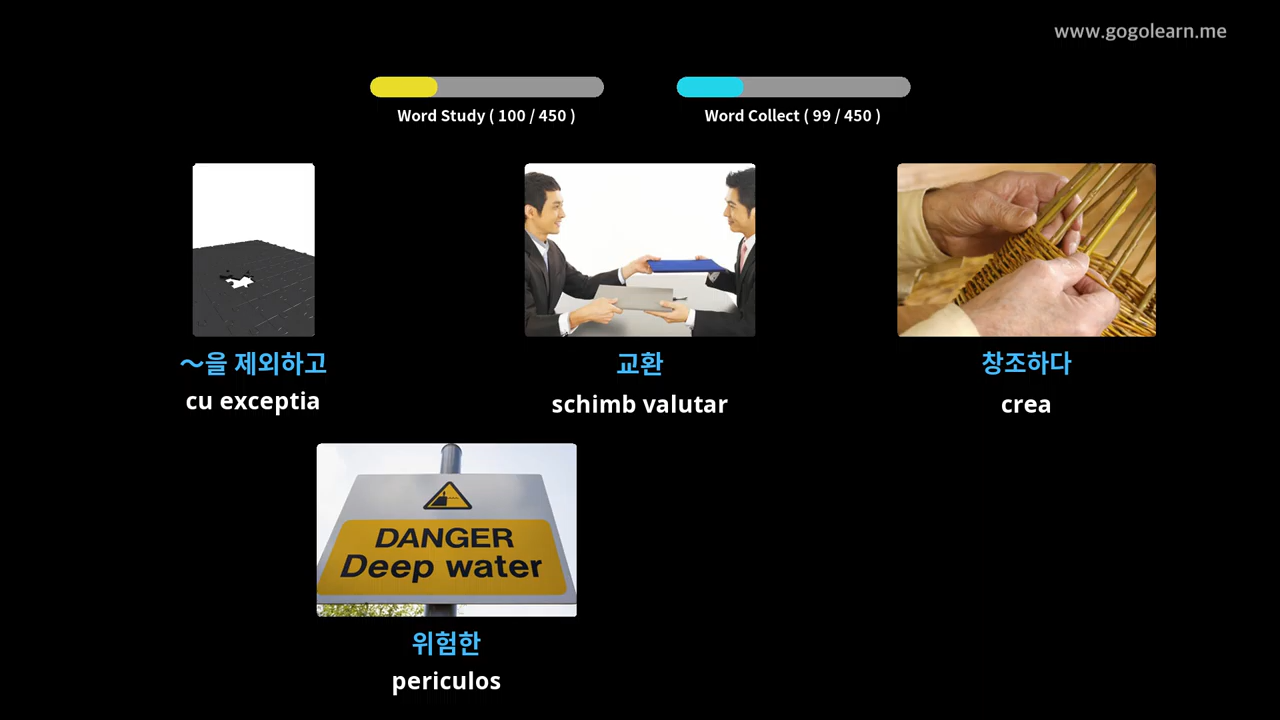 www.gogolearn.me
Word Study ( 100 / 450 )
Word Collect ( 99 / 450 )
～을 제외하고
cu exceptia
교환
schimb valutar
창조하다
crea
DANGER
Deep water
위험한
periculos